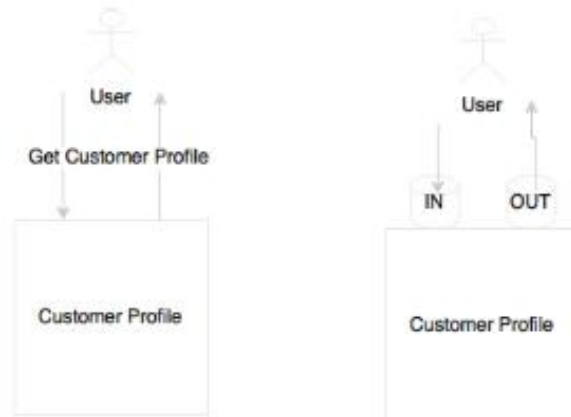 User
Get Customer Profile
Customer Profile
User
IN
OUT
Customer Profile